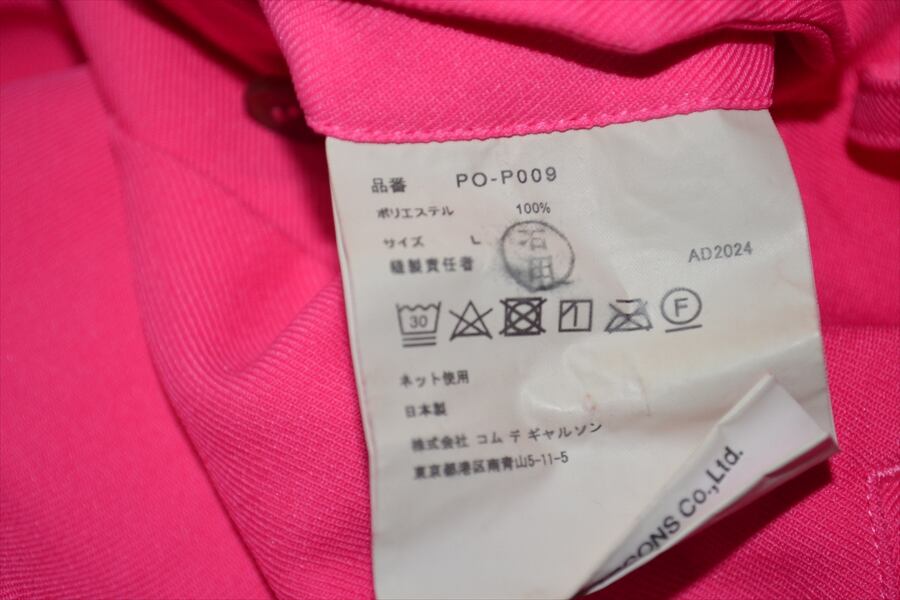 品番 PO-P009
ポリエステル 100%
サイズ L
縫製責任者 石田
AD2024
30 F
ネット使用
日本製
株式会社 コム デ ギャルソン
東京都港区南青山5-11-5
CONS Co.,Ltd.